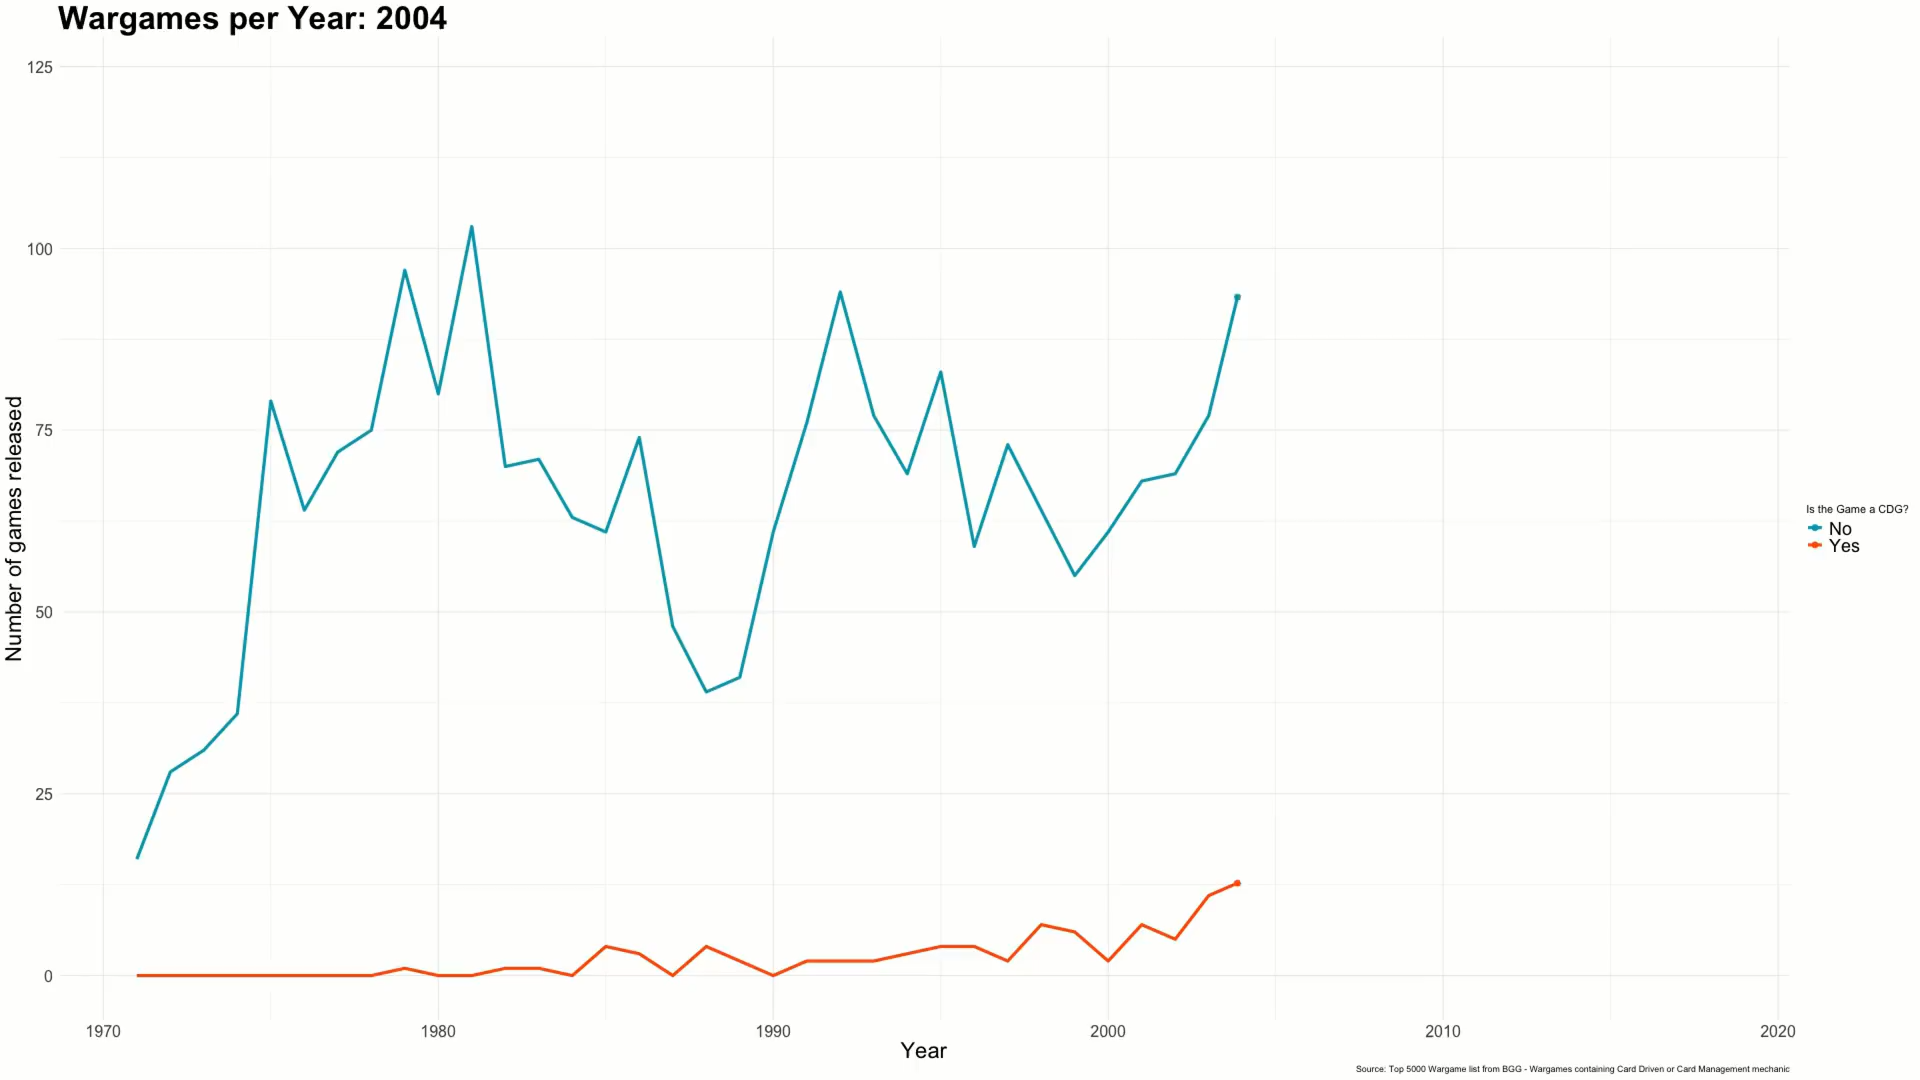 Wargames per Year: 2004
125
100
75
50
25
0
Number of games released
1970
1980
1990
2000
2010
2020
Year
Is the Game a CDG?
No
Yes
Source: Top 5000 Wargame list from BGG - Wargames containing Card Driven or Card Management mechanic